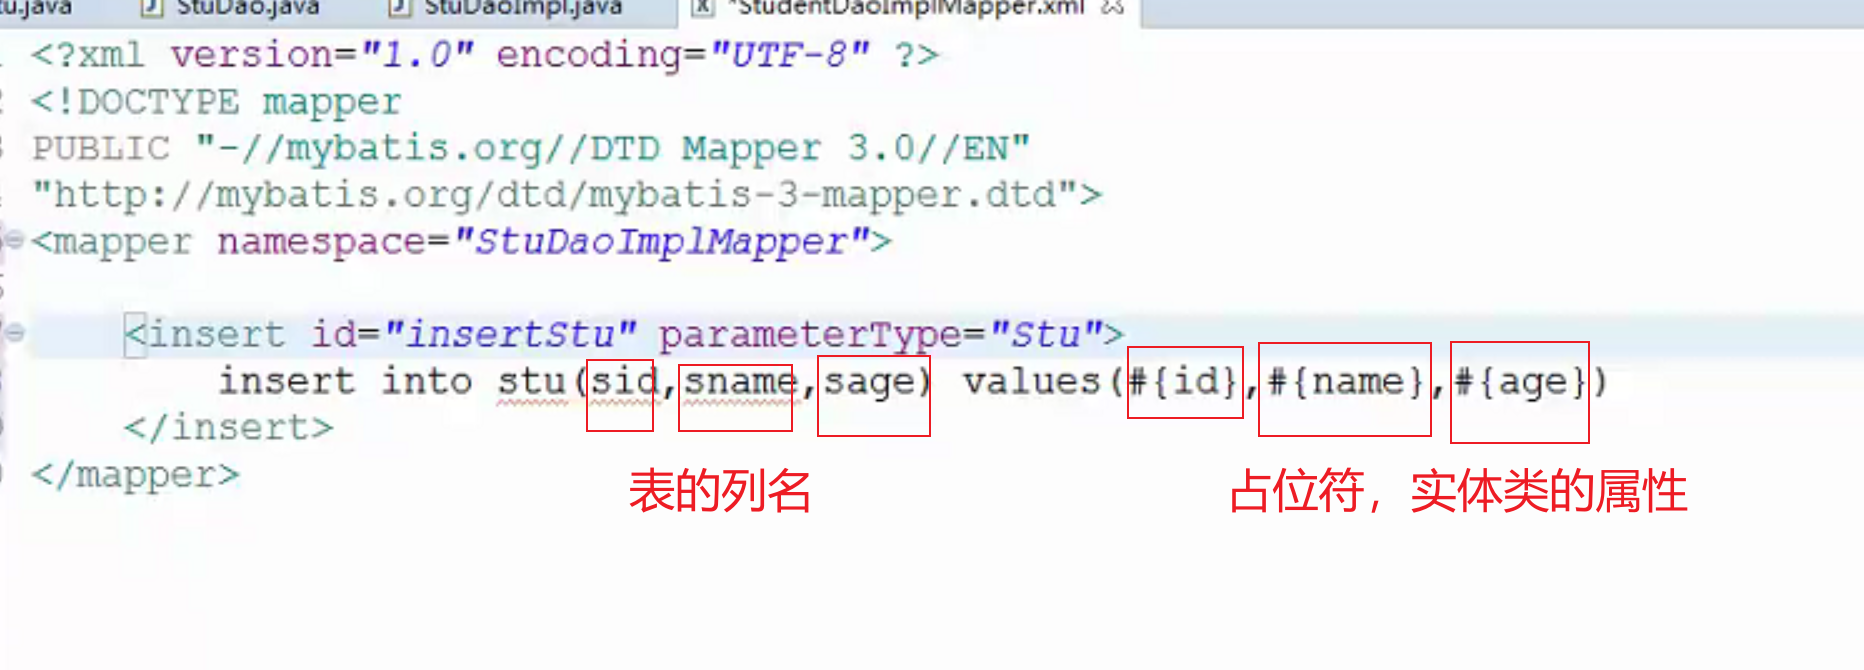 tu.java StuDao.java StuDaoImpl.java *StudentDaoImplMapper.xml
<?xml version="1.0" encoding="UTF-8" ?>
<!DOCTYPE mapper
PUBLIC "-//mybatis.org//DTD Mapper 3.0//EN"
"http://mybatis.org/dtd/mybatis-3-mapper.dtd">
<mapper namespace="StuDaoImplMapper">
<insert id="insertStu" parameterType="Stu">
insert into stu(sid,sname,sage) values(#{id},#{name},#{age})
</insert>
</mapper>
表的列名
占位符，实体类的属性